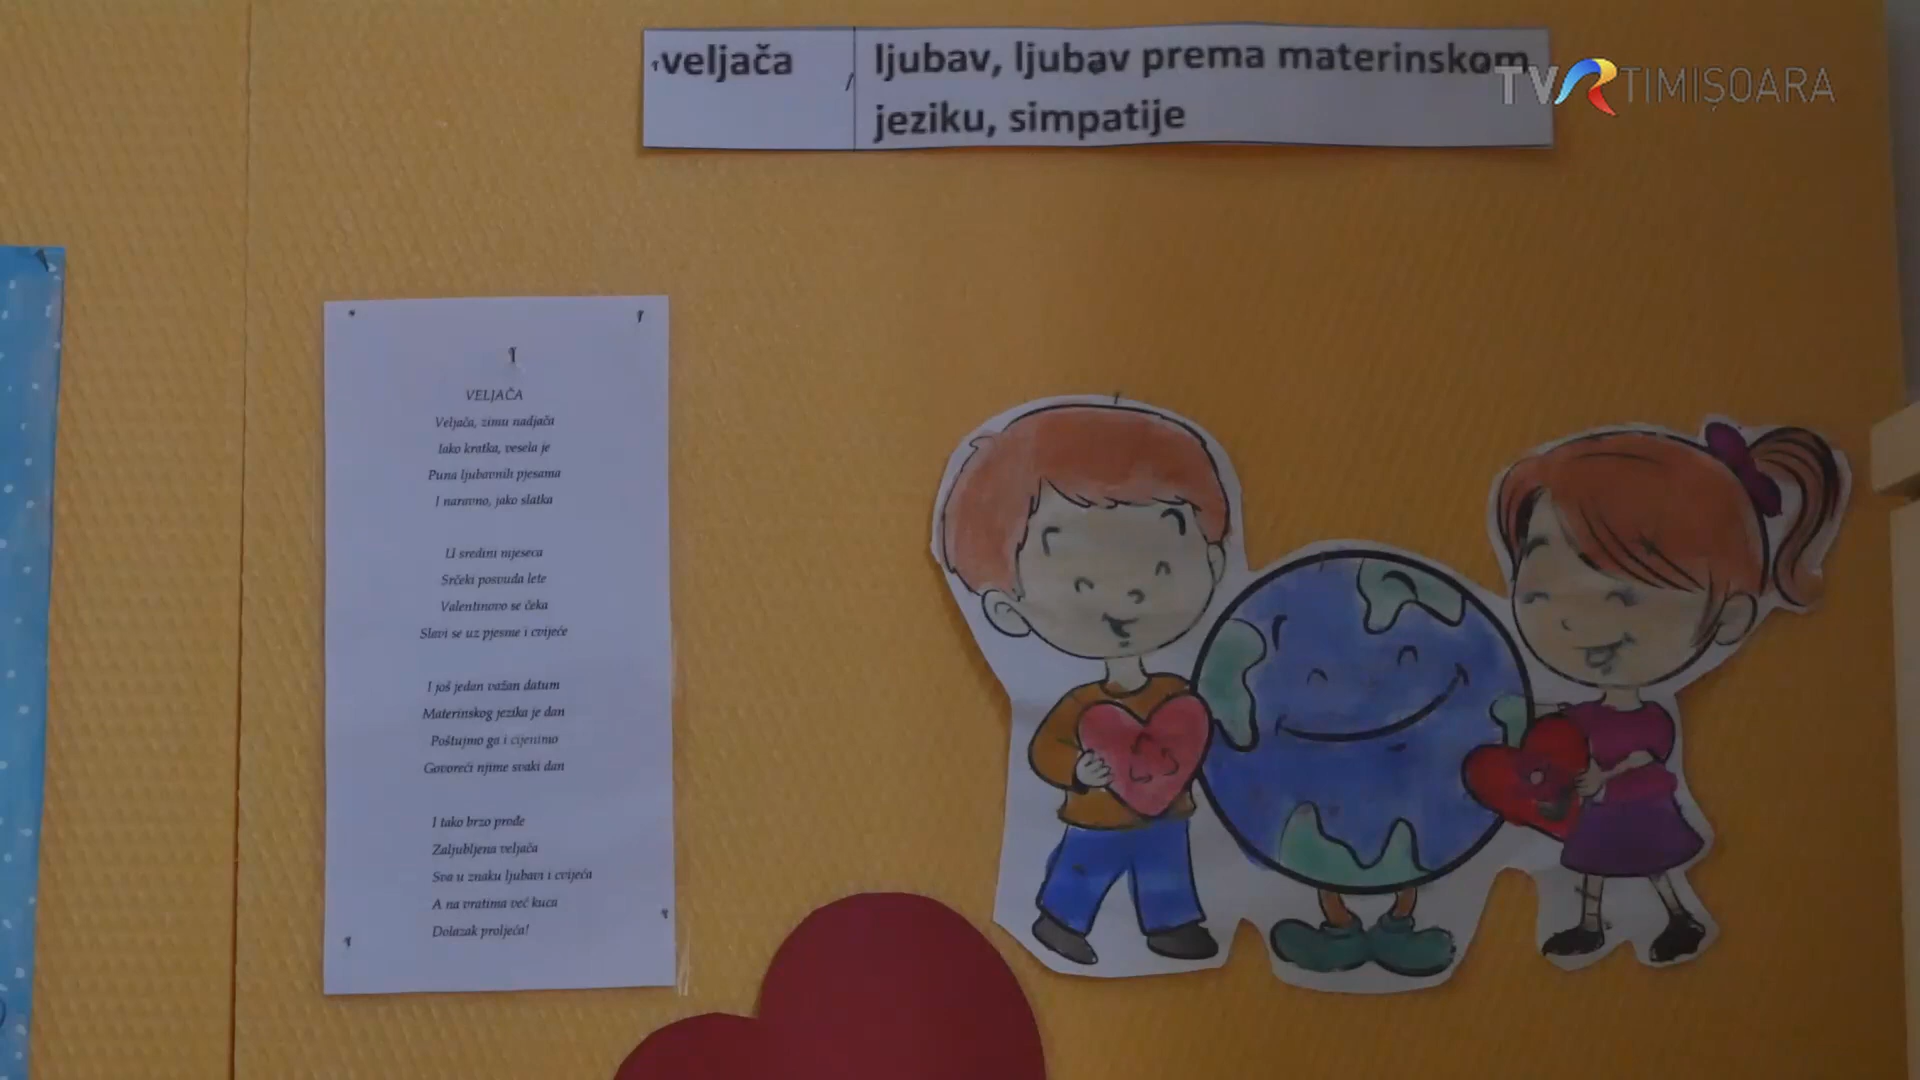 veljača
ljubav, ljubav prema materinskom
jeziku, simpatije
TVR TIMIȘOARA
VELJAČA
Veljača, zimu nadjača
Iako kratka, vesela je
Puna ljubavnih pjesama
I naravno, jako slatka
U sredini mjeseca
Srčeki posvuda lete
Valentinovo se čeka
Slavi se uz pjesme i cvijeće
I još jedan važan datum
Materinskog jezika je dan
Poštujmo ga i cijenimo
Govoreći njime svaki dan
I tako brzo prođe
Zaljubljena veljača
Sva u znaku ljubavi i cvijeća
A na vratima već kuca
Dolazak proljeća!